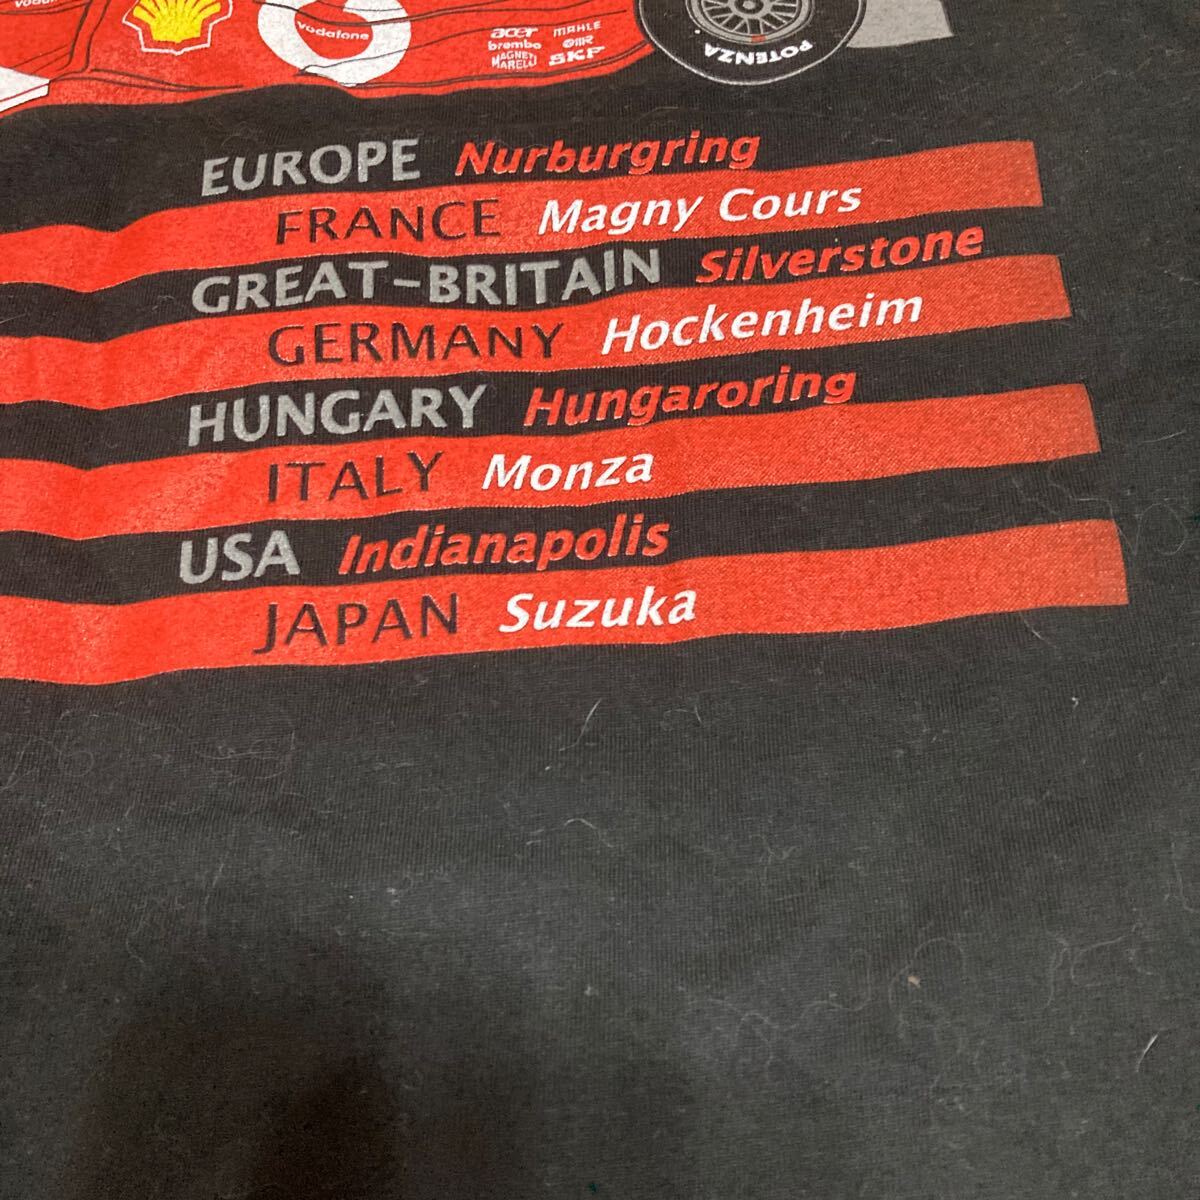 vodafone
acer MAHLE
brembo OMR
MAGNETI MARELLI SKF
POTENZA
EUROPE Nurburgring
FRANCE Magny Cours
GREAT-BRITAIN Silverstone
GERMANY Hockenheim
HUNGARY Hungaroring
ITALY Monza
USA Indianapolis
JAPAN Suzuka